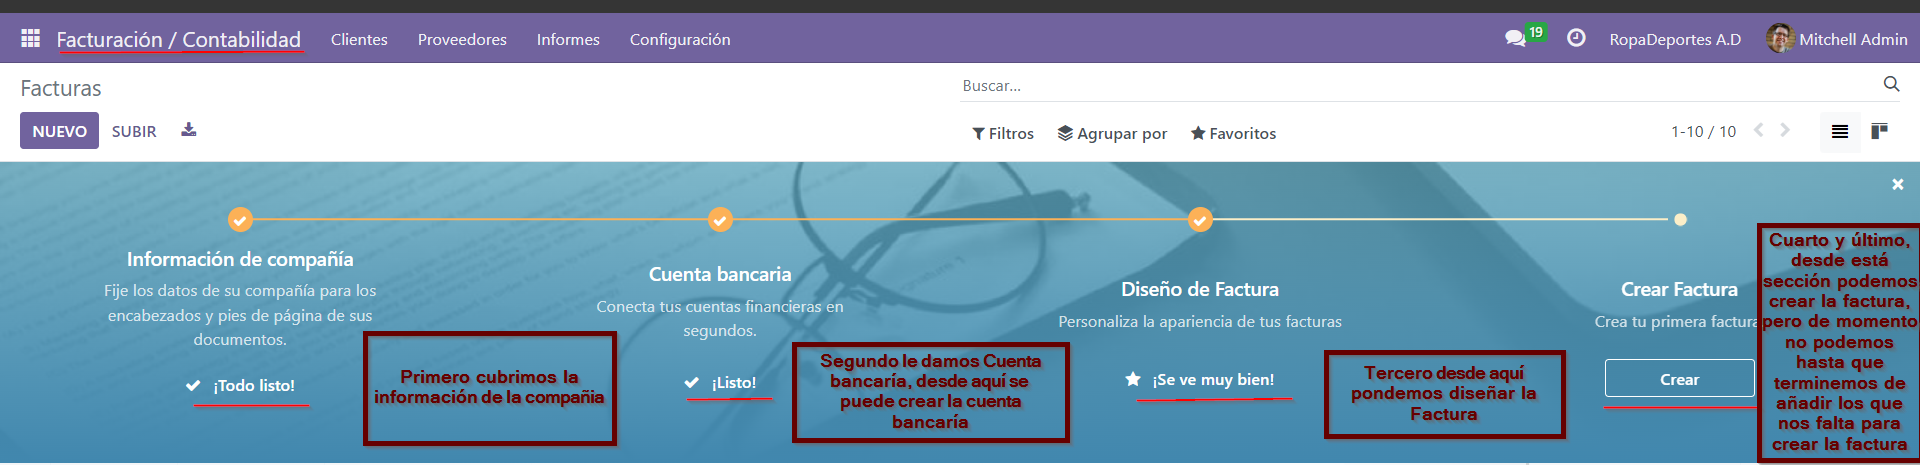 Facturación / Contabilidad
Clientes
Proveedores
Informes
Configuración
19
RopaDeportes A.D
Mitchell Admin
Facturas
Buscar...
NUEVO
SUBIR
Filtros
Agrupar por
Favoritos
1-10 / 10
Información de compañía
Fije los datos de su compañía para los
encabezados y pies de página de sus
documentos.
¡Todo listo!
Primero cubrimos la
información de la compañia
Cuenta bancaria
Conecta tus cuentas financieras en
segundos.
¡Listo!
Segundo le damos Cuenta
bancaría, desde aquí se
puede crear la cuenta
bancaría
Diseño de Factura
Personaliza la apariencia de tus facturas
¡Se ve muy bien!
Tercero desde aquí
pondemos diseñar la
Factura
Crear Factura
Crea tu primera factura
Crear
Cuarto y último,
desde está
sección podemos
crear la factura,
pero de momento
no podemos
hasta que
terminemos de
añadir los que
nos falta para
crear la factura